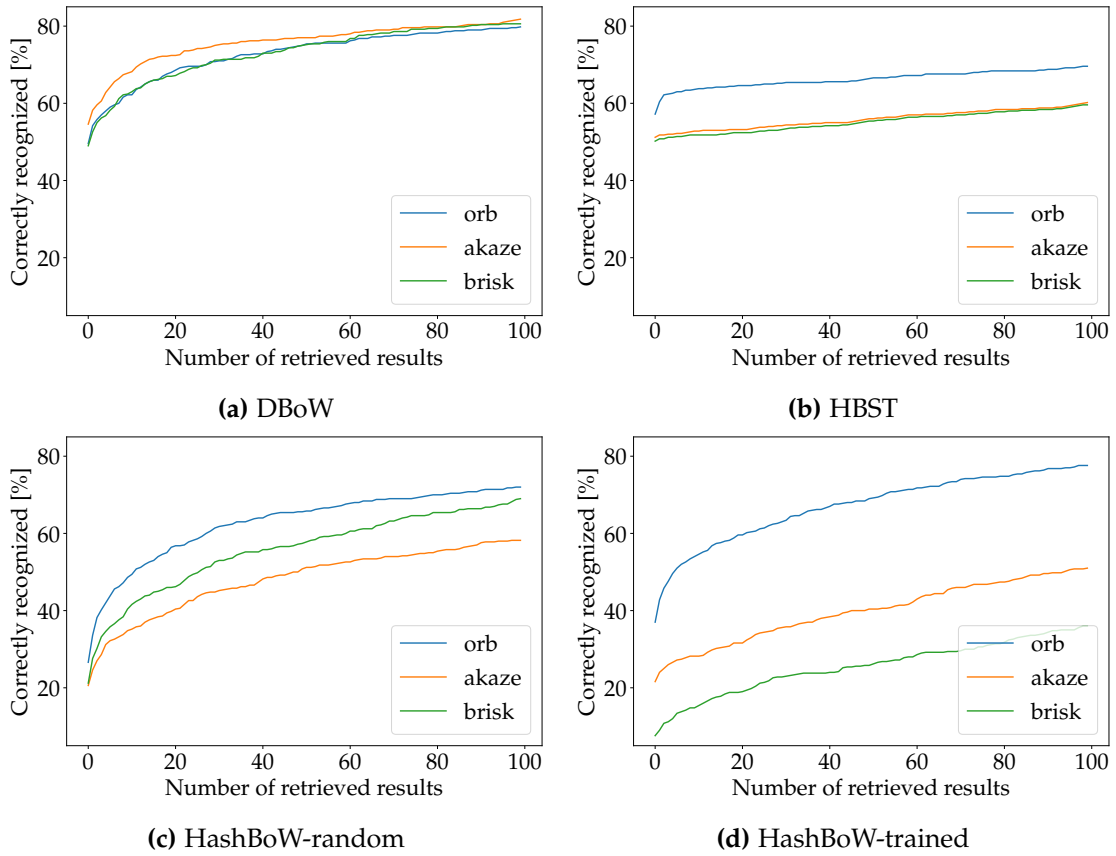 Correctly recognized [%]
80
60
40
20
orb
akaze
brisk
0 20 40 60 80 100
Number of retrieved results
(a) DBoW
Correctly recognized [%]
80
60
40
20
orb
akaze
brisk
0 20 40 60 80 100
Number of retrieved results
(b) HBST
Correctly recognized [%]
80
60
40
20
orb
akaze
brisk
0 20 40 60 80 100
Number of retrieved results
(c) HashBoW-random
Correctly recognized [%]
80
60
40
20
orb
akaze
brisk
0 20 40 60 80 100
Number of retrieved results
(d) HashBoW-trained